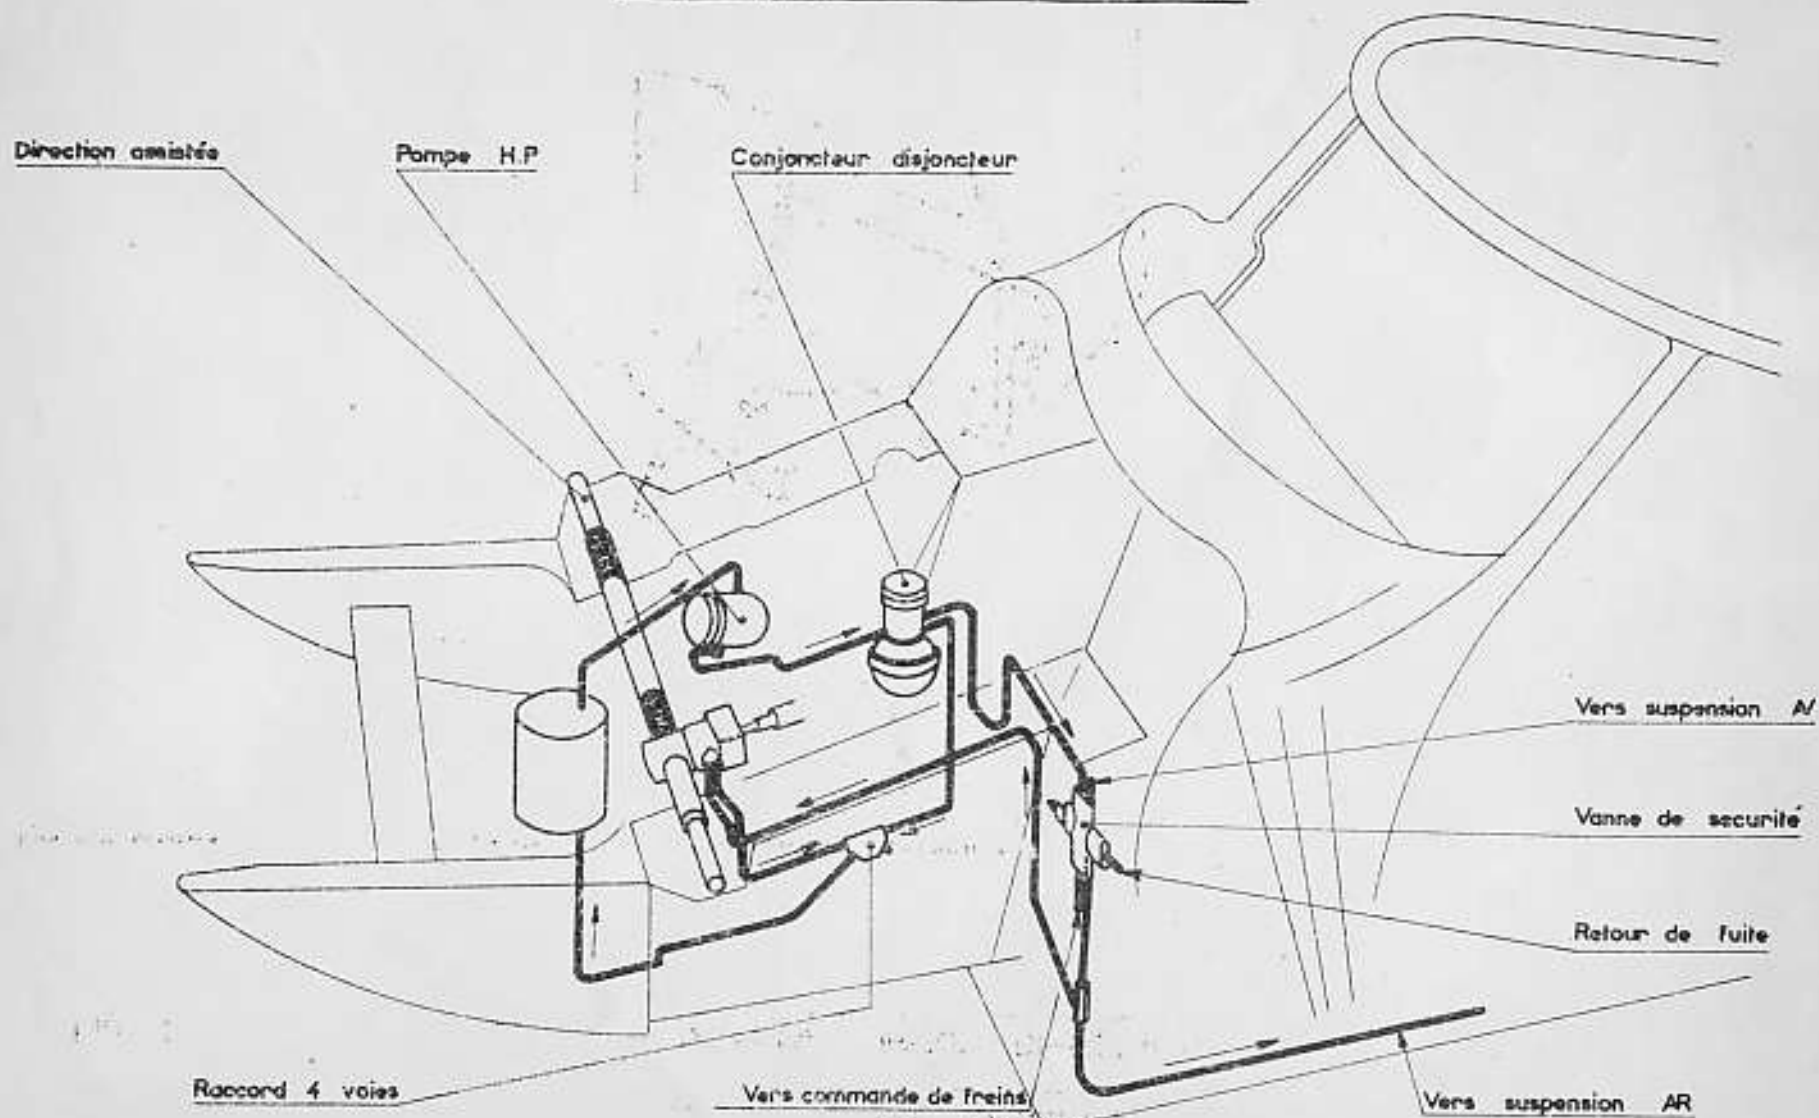 Direction assistée
Pompe H.P
Conjoncteur disjoncteur
Vers suspension AV
Vanne de securité
Retour de fuite
Raccord 4 voies
Vers commande de freins
Vers suspension AR